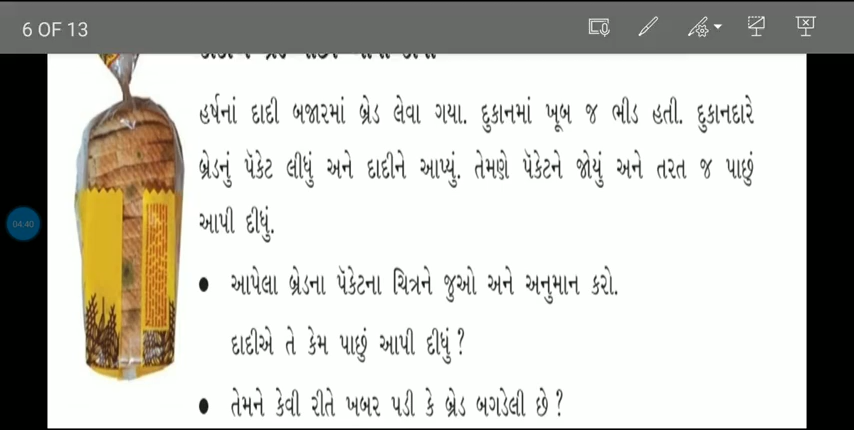 6 OF 13
હર્ષનાં દાદી બજારમાં બ્રેડ લેવા ગયા. દુકાનમાં ખૂબ જ ભીડ હતી. દુકાનદારે
બ્રેડનું પૅકેટ લીધું અને દાદીને આપ્યું. તેમણે પૅકેટને જોયું અને તરત જ પાછું
આપી દીધું.
04:40
● આપેલા બ્રેડના પૅકેટના ચિત્રને જુઓ અને અનુમાન કરો.
દાદીએ તે કેમ પાછું આપી દીધું ?
● તેમને કેવી રીતે ખબર પડી કે બ્રેડ બગડેલી છે ?